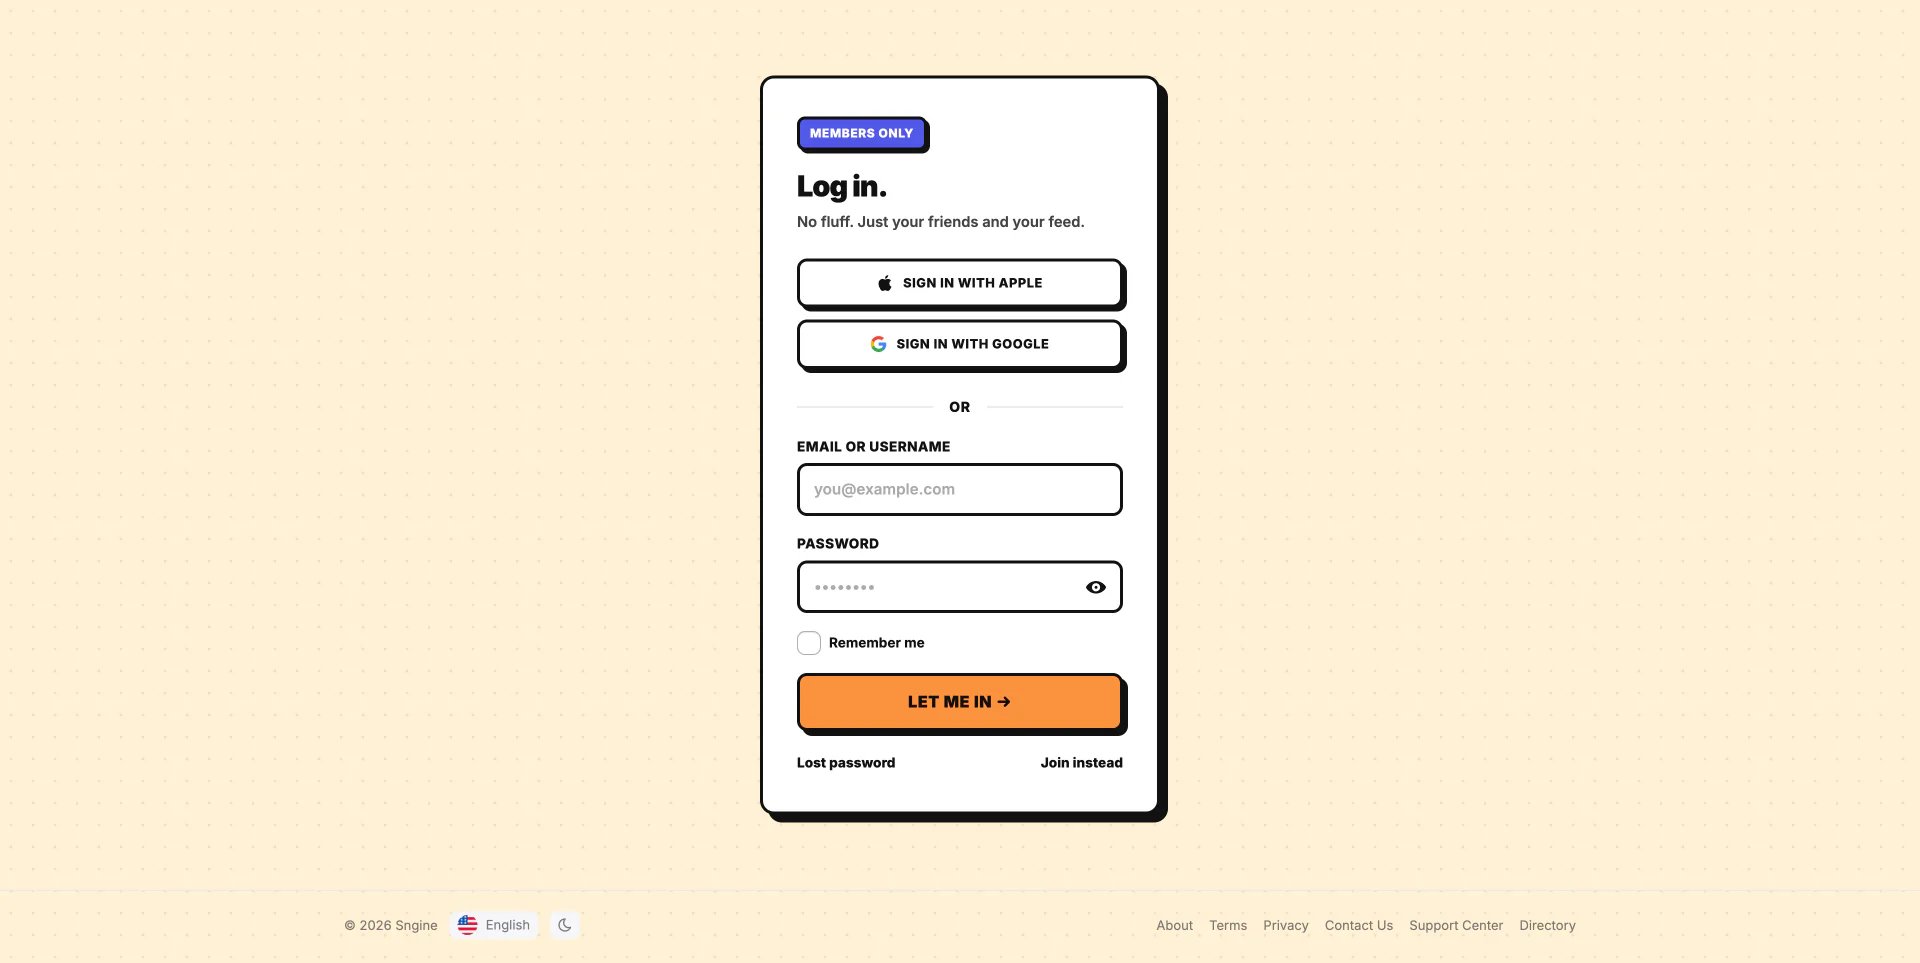 MEMBERS ONLY
Log in.
No fluff. Just your friends and your feed.
SIGN IN WITH APPLE
SIGN IN WITH GOOGLE
OR
EMAIL OR USERNAME
you@example.com
PASSWORD
••••••••
Remember me
LET ME IN →
Lost password Join instead
© 2026 Sngine English About Terms Privacy Contact Us Support Center Directory